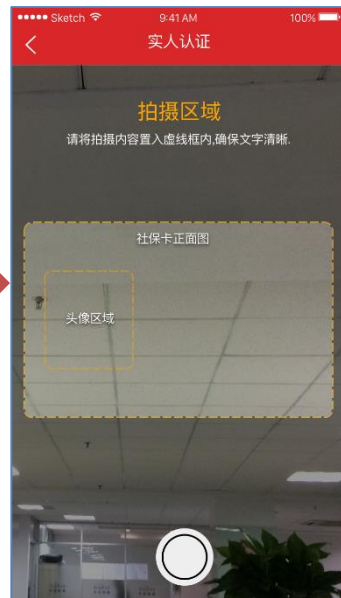 Sketch 9:41 AM 100%
实人认证
拍摄区域
请将拍摄内容置入虚线框内,确保文字清晰.
社保卡正面图
头像区域